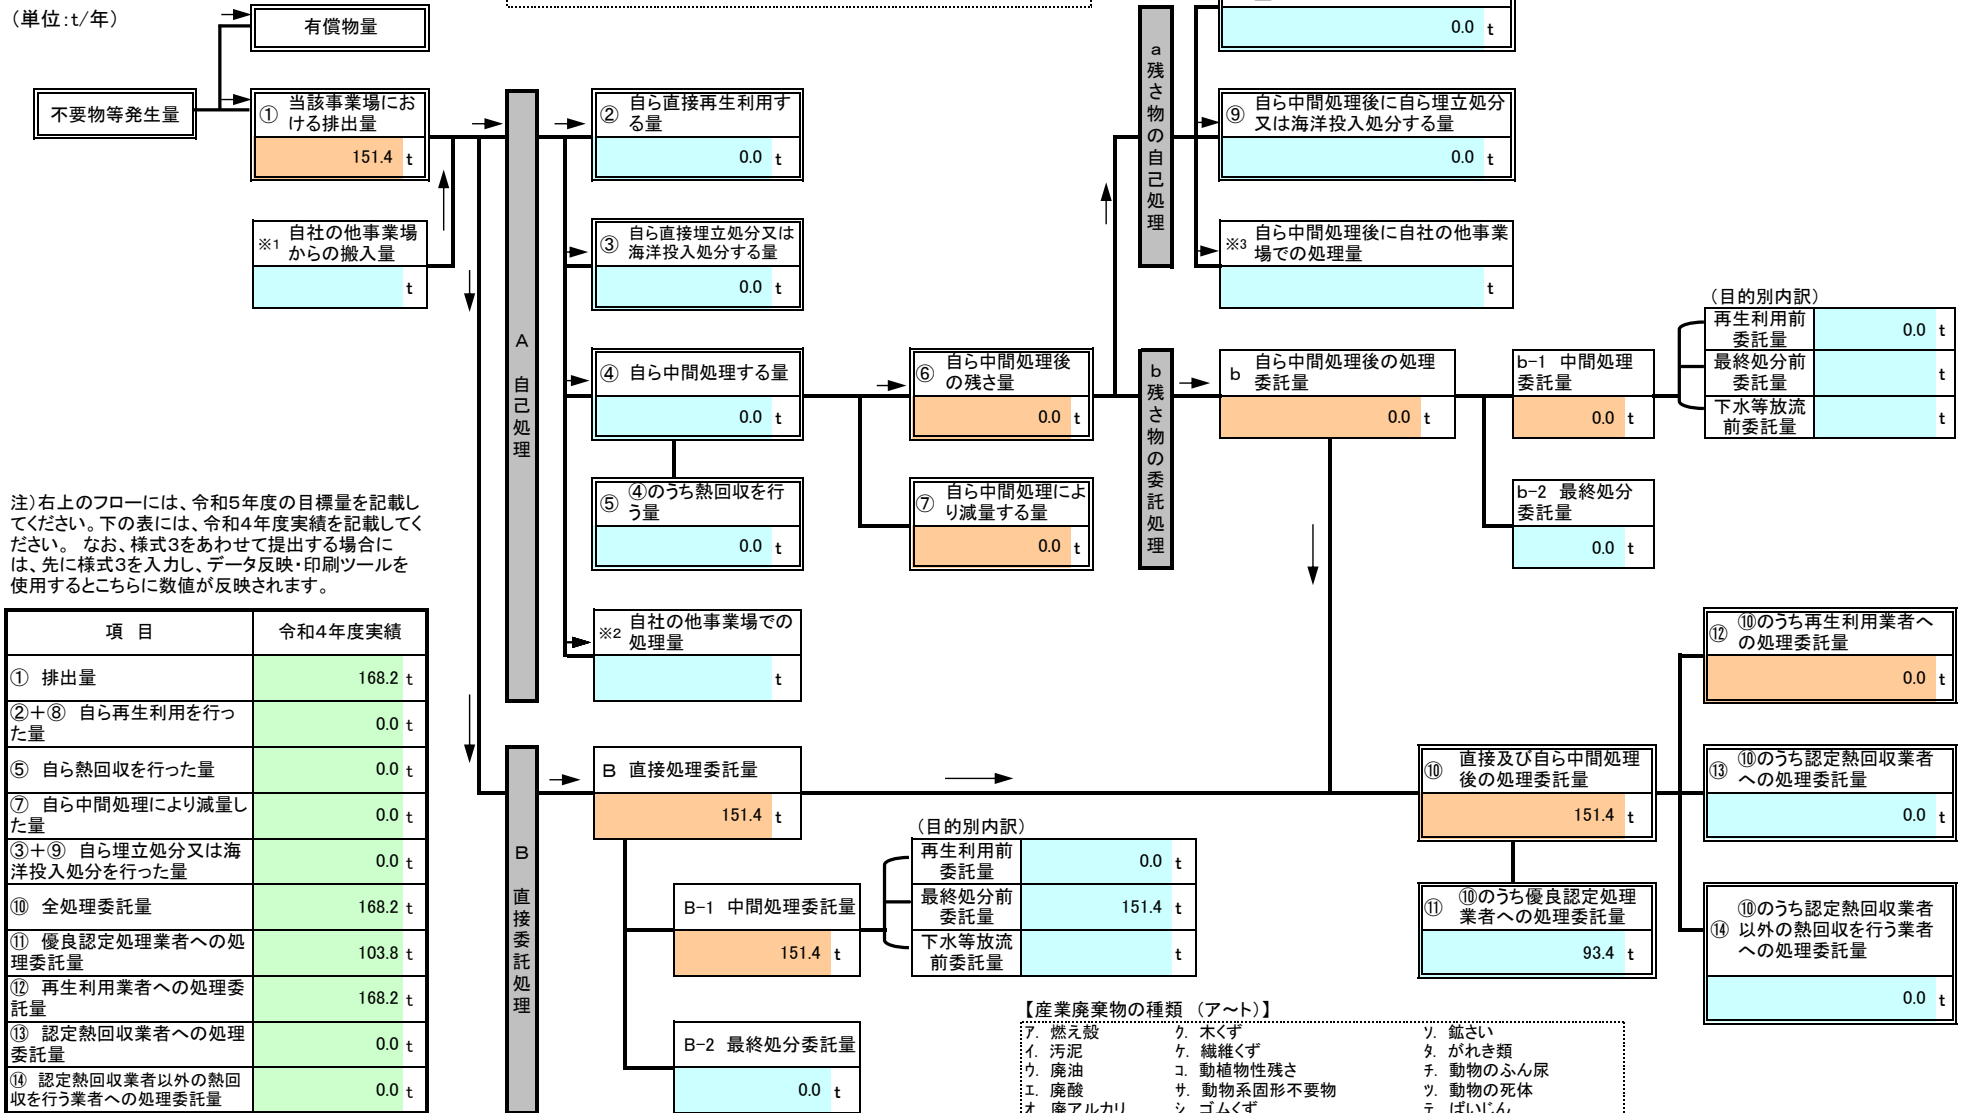 (単位:t/年)
有償物量
不要物等発生量
① 当該事業場にお
ける排出量
151.4 t
※1 自社の他事業場
からの搬入量
t
A 自己処理
② 自ら直接再生利用す
る量
0.0 t
③ 自ら直接埋立処分又は
海洋投入処分する量
0.0 t
④ 自ら中間処理する量
0.0 t
⑤ ④のうち熱回収を行
う量
0.0 t
※2 自社の他事業場での
処理量
t
⑥ 自ら中間処理後
の残さ量
0.0 t
⑦ 自ら中間処理によ
り減量する量
0.0 t
a 残さ物の自己処理
0.0 t
⑨ 自ら中間処理後に自ら埋立処分
又は海洋投入処分する量
0.0 t
※3 自ら中間処理後に自社の他事業
場での処理量
t
b 残さ物の委託処理
b 自ら中間処理後の処理
委託量
0.0 t
b-1 中間処理
委託量
0.0 t
b-2 最終処分
委託量
0.0 t
(目的別内訳)
再生利用前
委託量
0.0 t
最終処分前
委託量
t
下水等放流
前委託量
t
注)右上のフローには、令和5年度の目標量を記載し
てください。下の表には、令和4年度実績を記載してく
ださい。 なお、様式3をあわせて提出する場合に
は、先に様式3を入力し、データ反映・印刷ツールを
使用するとこちらに数値が反映されます。
項 目 令和4年度実績
① 排出量 168.2 t
②+⑧ 自ら再生利用を行っ
た量
0.0 t
⑤ 自ら熱回収を行った量 0.0 t
⑦ 自ら中間処理により減量し
た量
0.0 t
③+⑨ 自ら埋立処分又は海
洋投入処分を行った量
0.0 t
⑩ 全処理委託量 168.2 t
⑪ 優良認定処理業者への処
理委託量
103.8 t
⑫ 再生利用業者への処理委
託量
168.2 t
⑬ 認定熱回収業者への処理
委託量
0.0 t
⑭ 認定熱回収業者以外の熱回
収を行う業者への処理委託量
0.0 t
B 直接委託処理
B 直接処理委託量
151.4 t
B-1 中間処理委託量
151.4 t
B-2 最終処分委託量
0.0 t
(目的別内訳)
再生利用前
委託量
0.0 t
最終処分前
委託量
151.4 t
下水等放流
前委託量
t
⑩ 直接及び自ら中間処理
後の処理委託量
151.4 t
⑪ ⑩のうち優良認定処理
業者への処理委託量
93.4 t
⑫ ⑩のうち再生利用業者へ
の処理委託量
0.0 t
⑬ ⑩のうち認定熱回収業者
への処理委託量
0.0 t
⑭ ⑩のうち認定熱回収業者
以外の熱回収を行う業者
への処理委託量
0.0 t
【産業廃棄物の種類 (ア~ト)】
ア. 燃え殻 ク. 木くず ソ. 鉱さい
イ. 汚泥 ケ. 繊維くず タ. がれき類
ウ. 廃油 コ. 動植物性残さ チ. 動物のふん尿
エ. 廃酸 サ. 動物系固形不要物 ツ. 動物の死体
オ. 廃アルカリ シ. ゴムくず テ. ばいじん